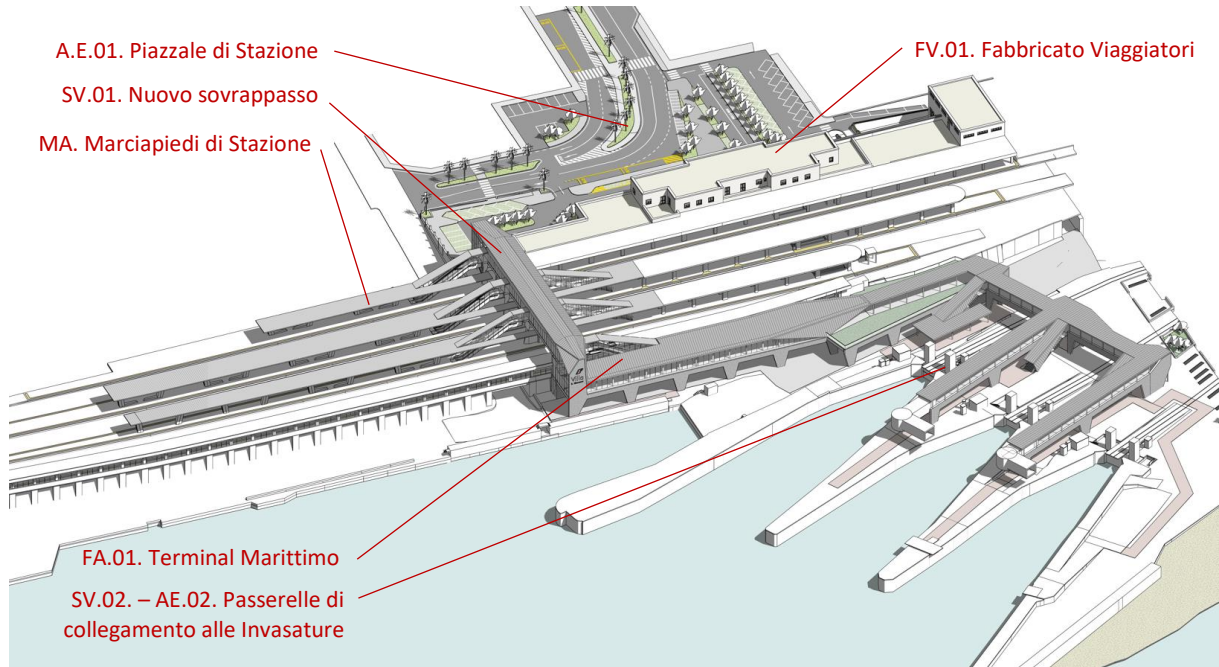 A.E.01. Piazzale di Stazione
FV.01. Fabbricato Viaggiatori
SV.01. Nuovo sovrappasso
MA. Marciapiedi di Stazione
Villa
FA.01. Terminal Marittimo
SV.02. – AE.02. Passerelle di
collegamento alle Invasature